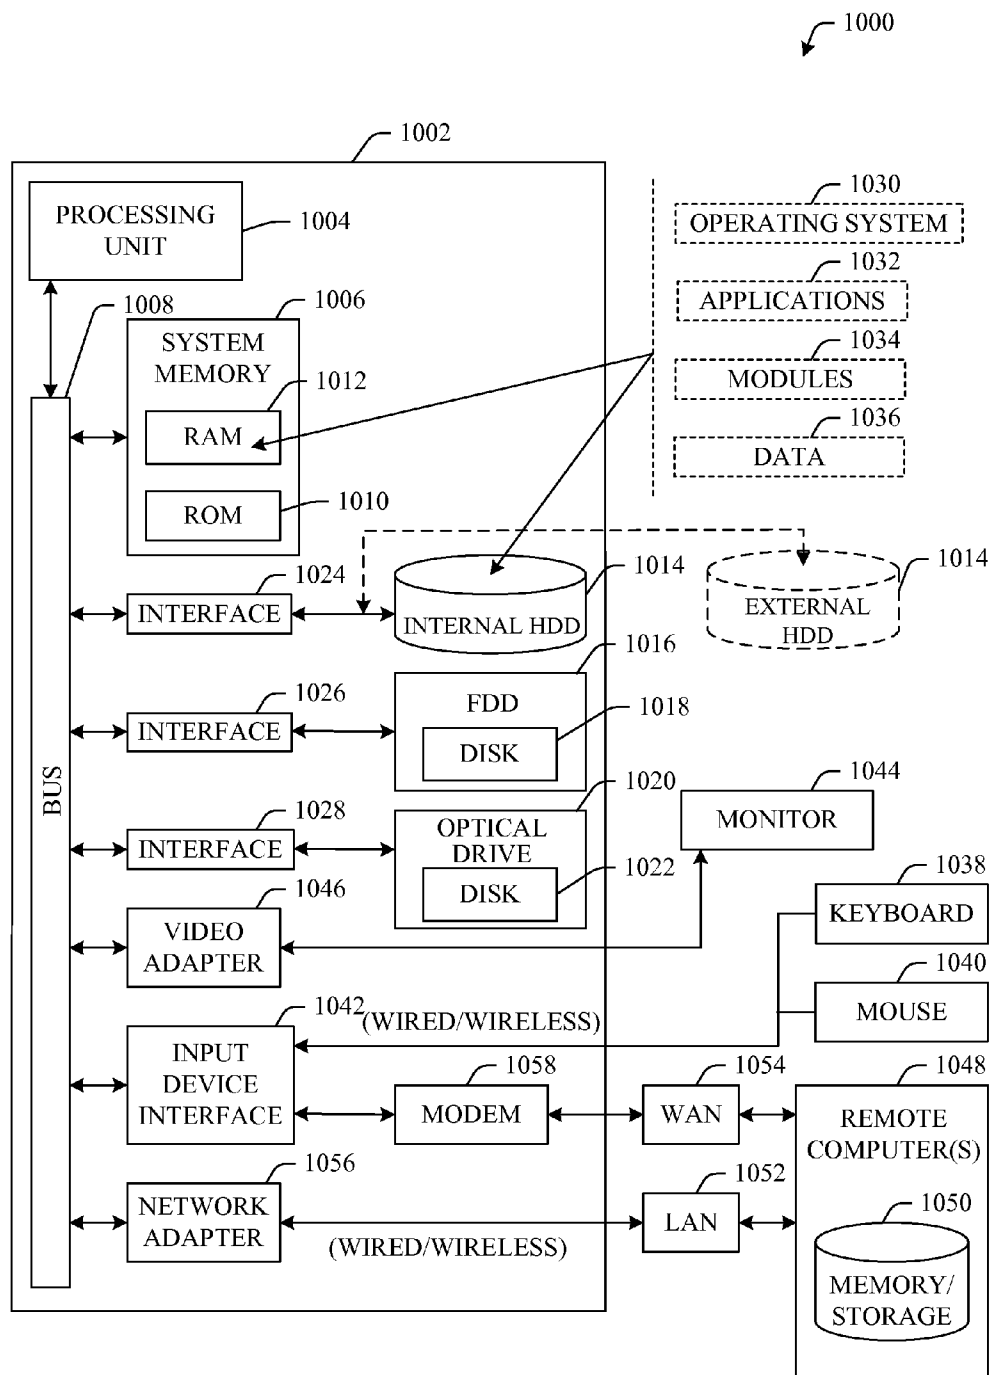 1000
1002
PROCESSING
UNIT
1004
1008
1006
SYSTEM
MEMORY
1012
RAM
ROM
1010
1030
OPERATING SYSTEM
1032
APPLICATIONS
1034
MODULES
1036
DATA
1024
INTERFACE
INTERNAL HDD
1014
EXTERNAL
HDD
1014
1026
INTERFACE
1016
FDD
1018
DISK
BUS
1028
INTERFACE
1020
OPTICAL
DRIVE
1022
DISK
1044
MONITOR
1046
VIDEO
ADAPTER
1038
KEYBOARD
1040
MOUSE
1042
(WIRED/WIRELESS)
INPUT
DEVICE
INTERFACE
1058
MODEM
1054
WAN
1048
REMOTE
COMPUTER(S)
1056
NETWORK
ADAPTER
(WIRED/WIRELESS)
1052
LAN
1050
MEMORY/
STORAGE